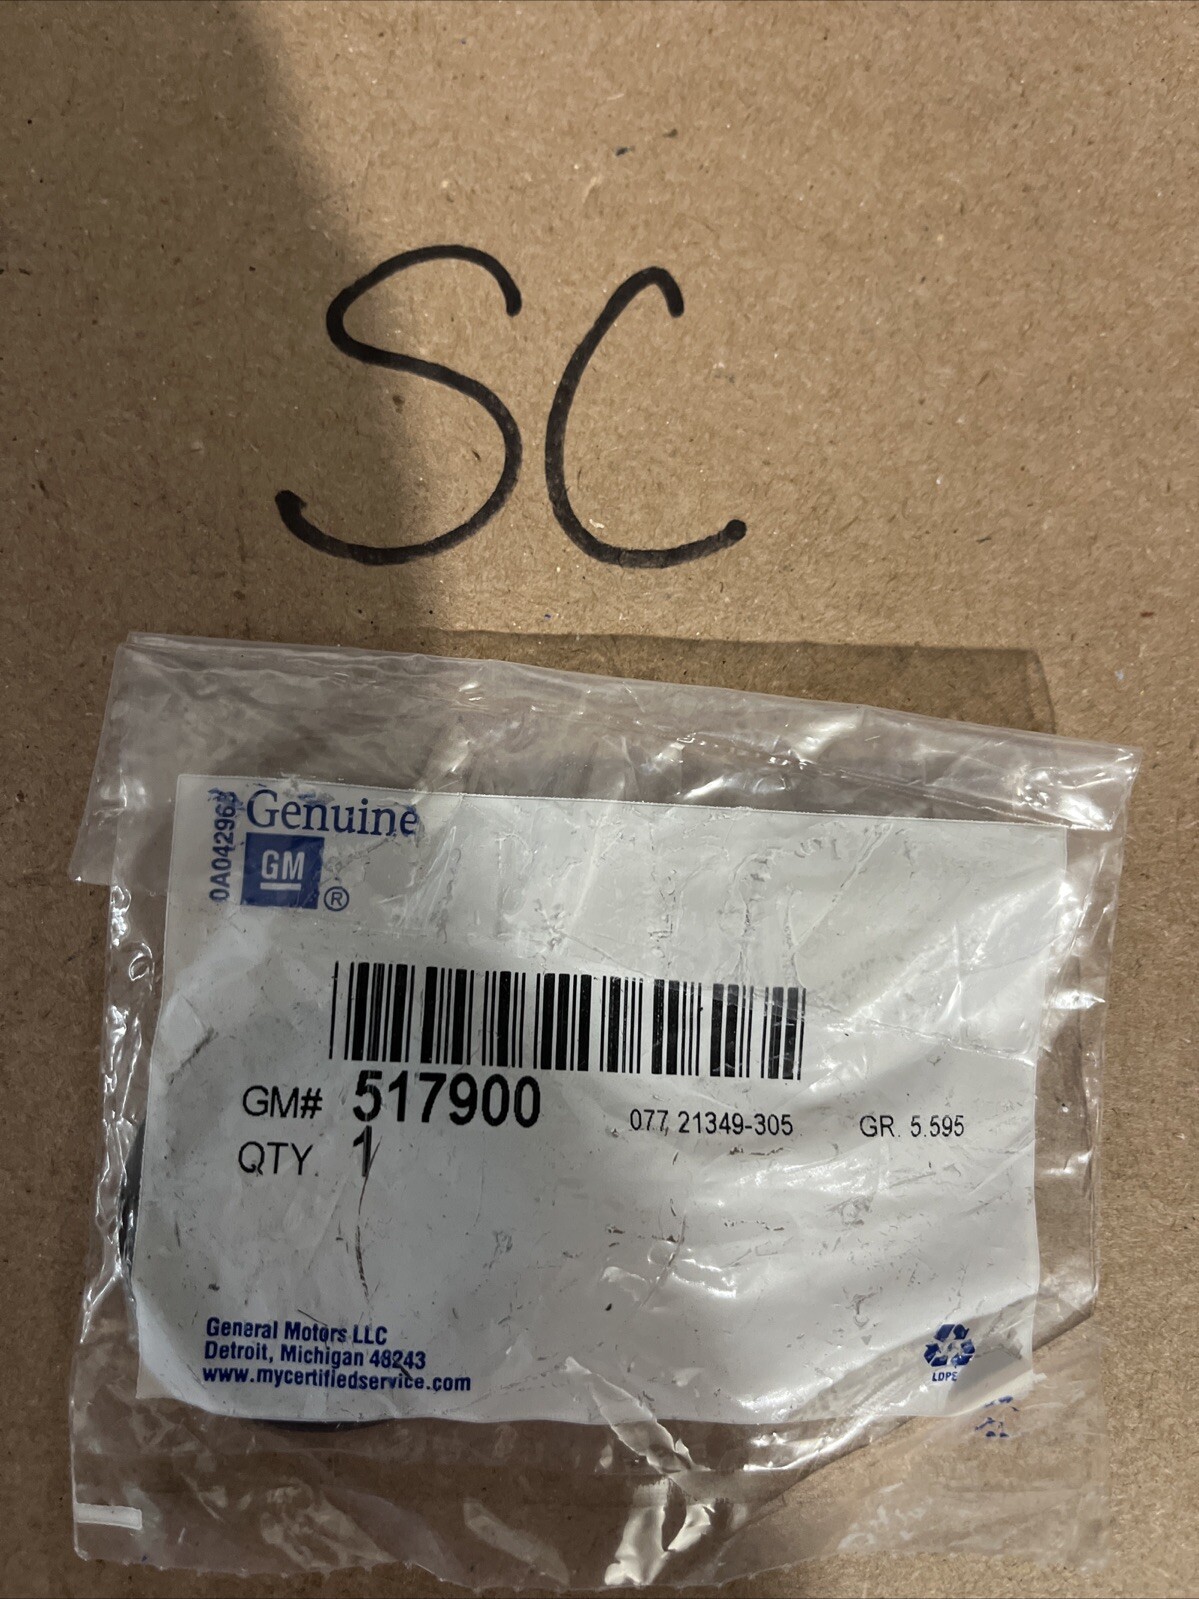 SC
Genuine
GM ®
GM# 517900
077 21349-305
GR. 5.595
QTY. 1
General Motors LLC
Detroit, Michigan 48243
www.mycertifiedservice.com
LDPE